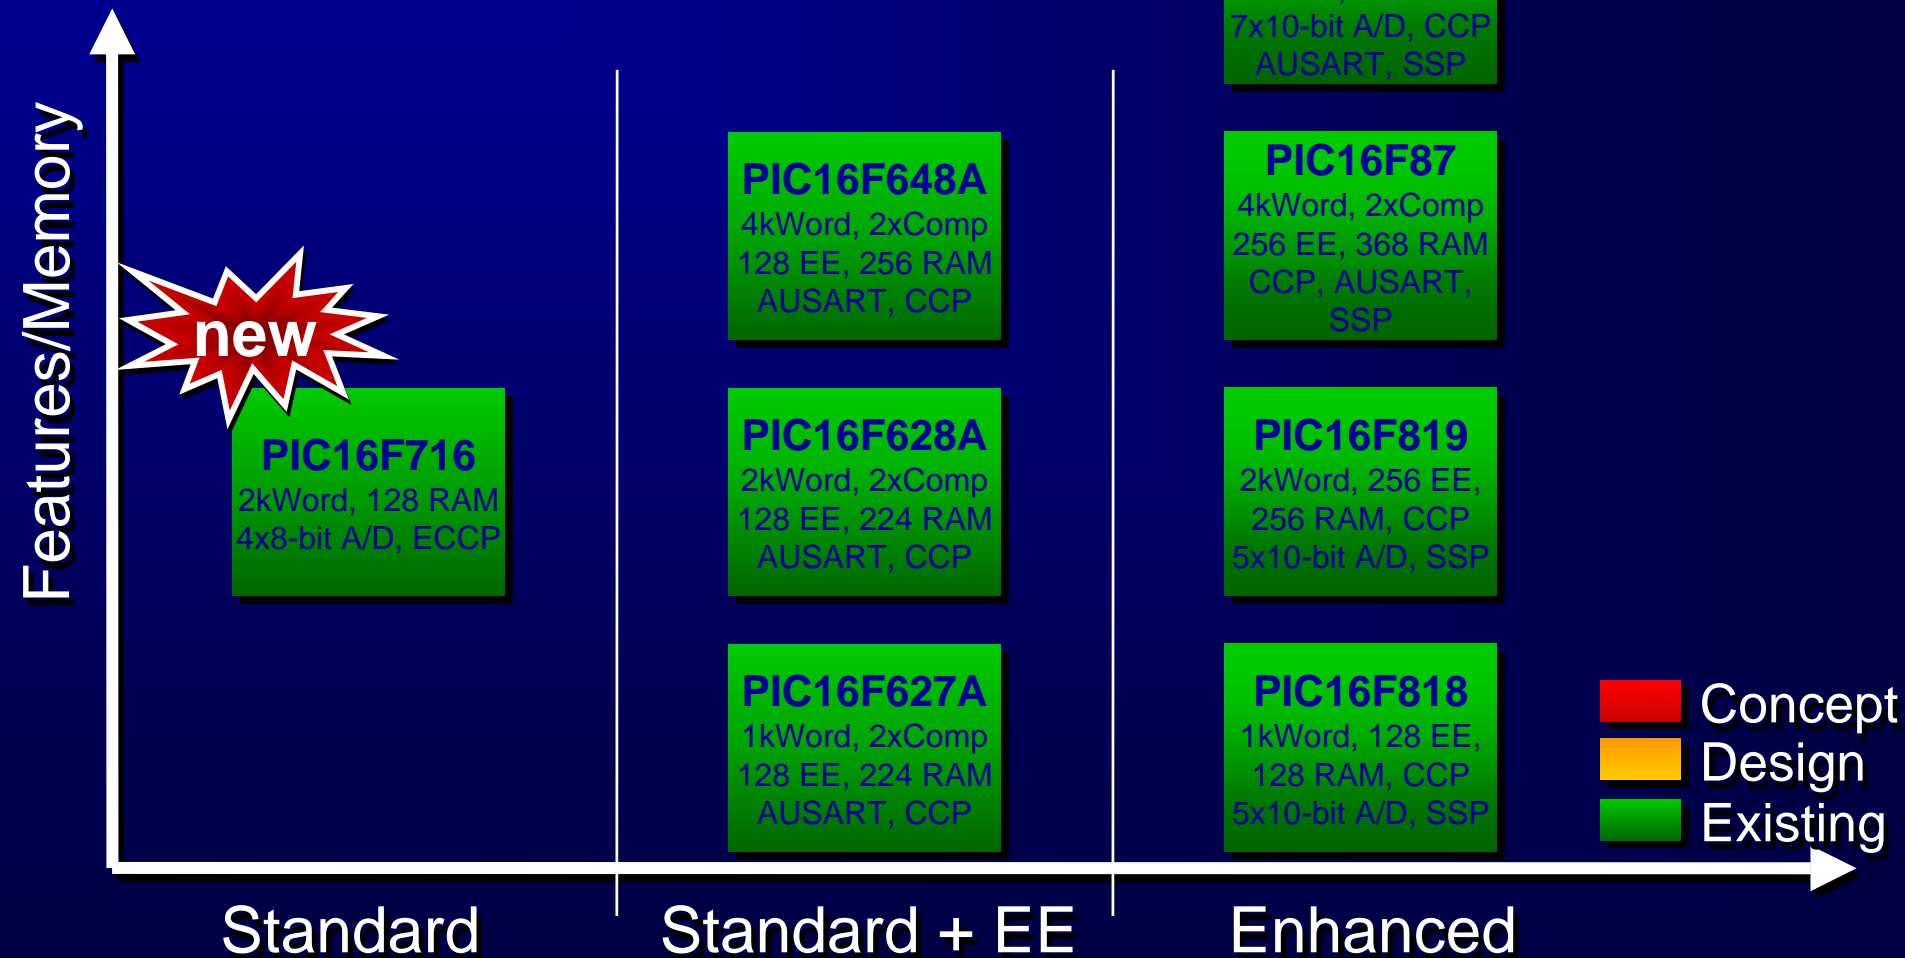 7x10-bit A/D, CCP
AUSART, SSP
Features/Memory
new
PIC16F716
2kWord, 128 RAM
4x8-bit A/D, ECCP
PIC16F648A
4kWord, 2xComp
128 EE, 256 RAM
AUSART, CCP
PIC16F628A
2kWord, 2xComp
128 EE, 224 RAM
AUSART, CCP
PIC16F627A
1kWord, 2xComp
128 EE, 224 RAM
AUSART, CCP
PIC16F87
4kWord, 2xComp
256 EE, 368 RAM
CCP, AUSART,
SSP
PIC16F819
2kWord, 256 EE,
256 RAM, CCP
5x10-bit A/D, SSP
PIC16F818
1kWord, 128 EE,
128 RAM, CCP
5x10-bit A/D, SSP
Concept
Design
Existing
Standard
Standard + EE
Enhanced